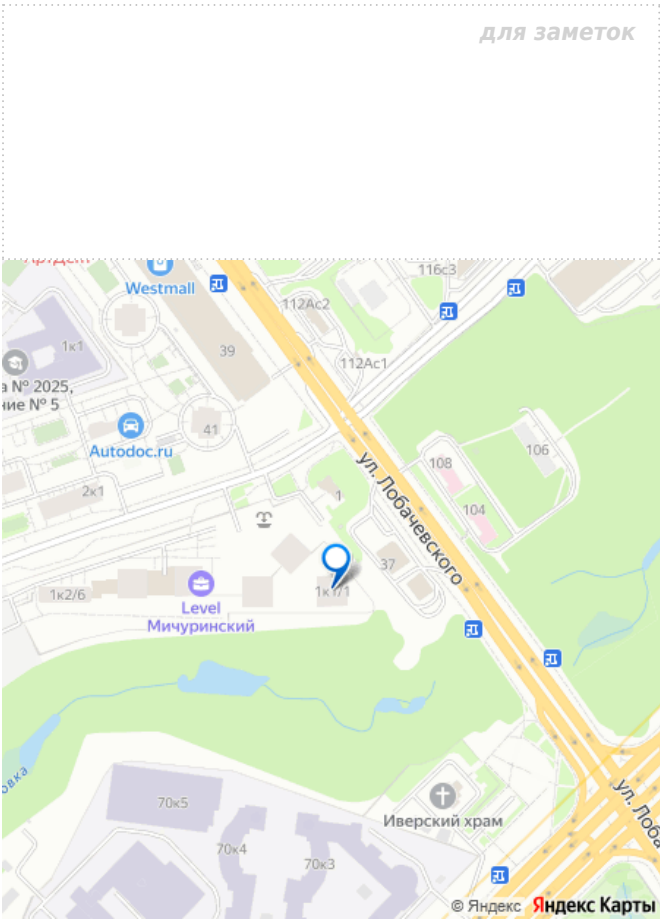 для заметок
116с3
Westmall
112Ас2
1к1
39
112Ас1
а № 2025,
ние № 5
41
Autodoc.ru
106
108
2к1
1
104
ул. Лобачевского
37
1к2/6
1к1/1
Level
Мичуринский
овка
70к5
Иверский храм
ул. Лоба
70к4
70к3
© Яндекс Яндекс Карты